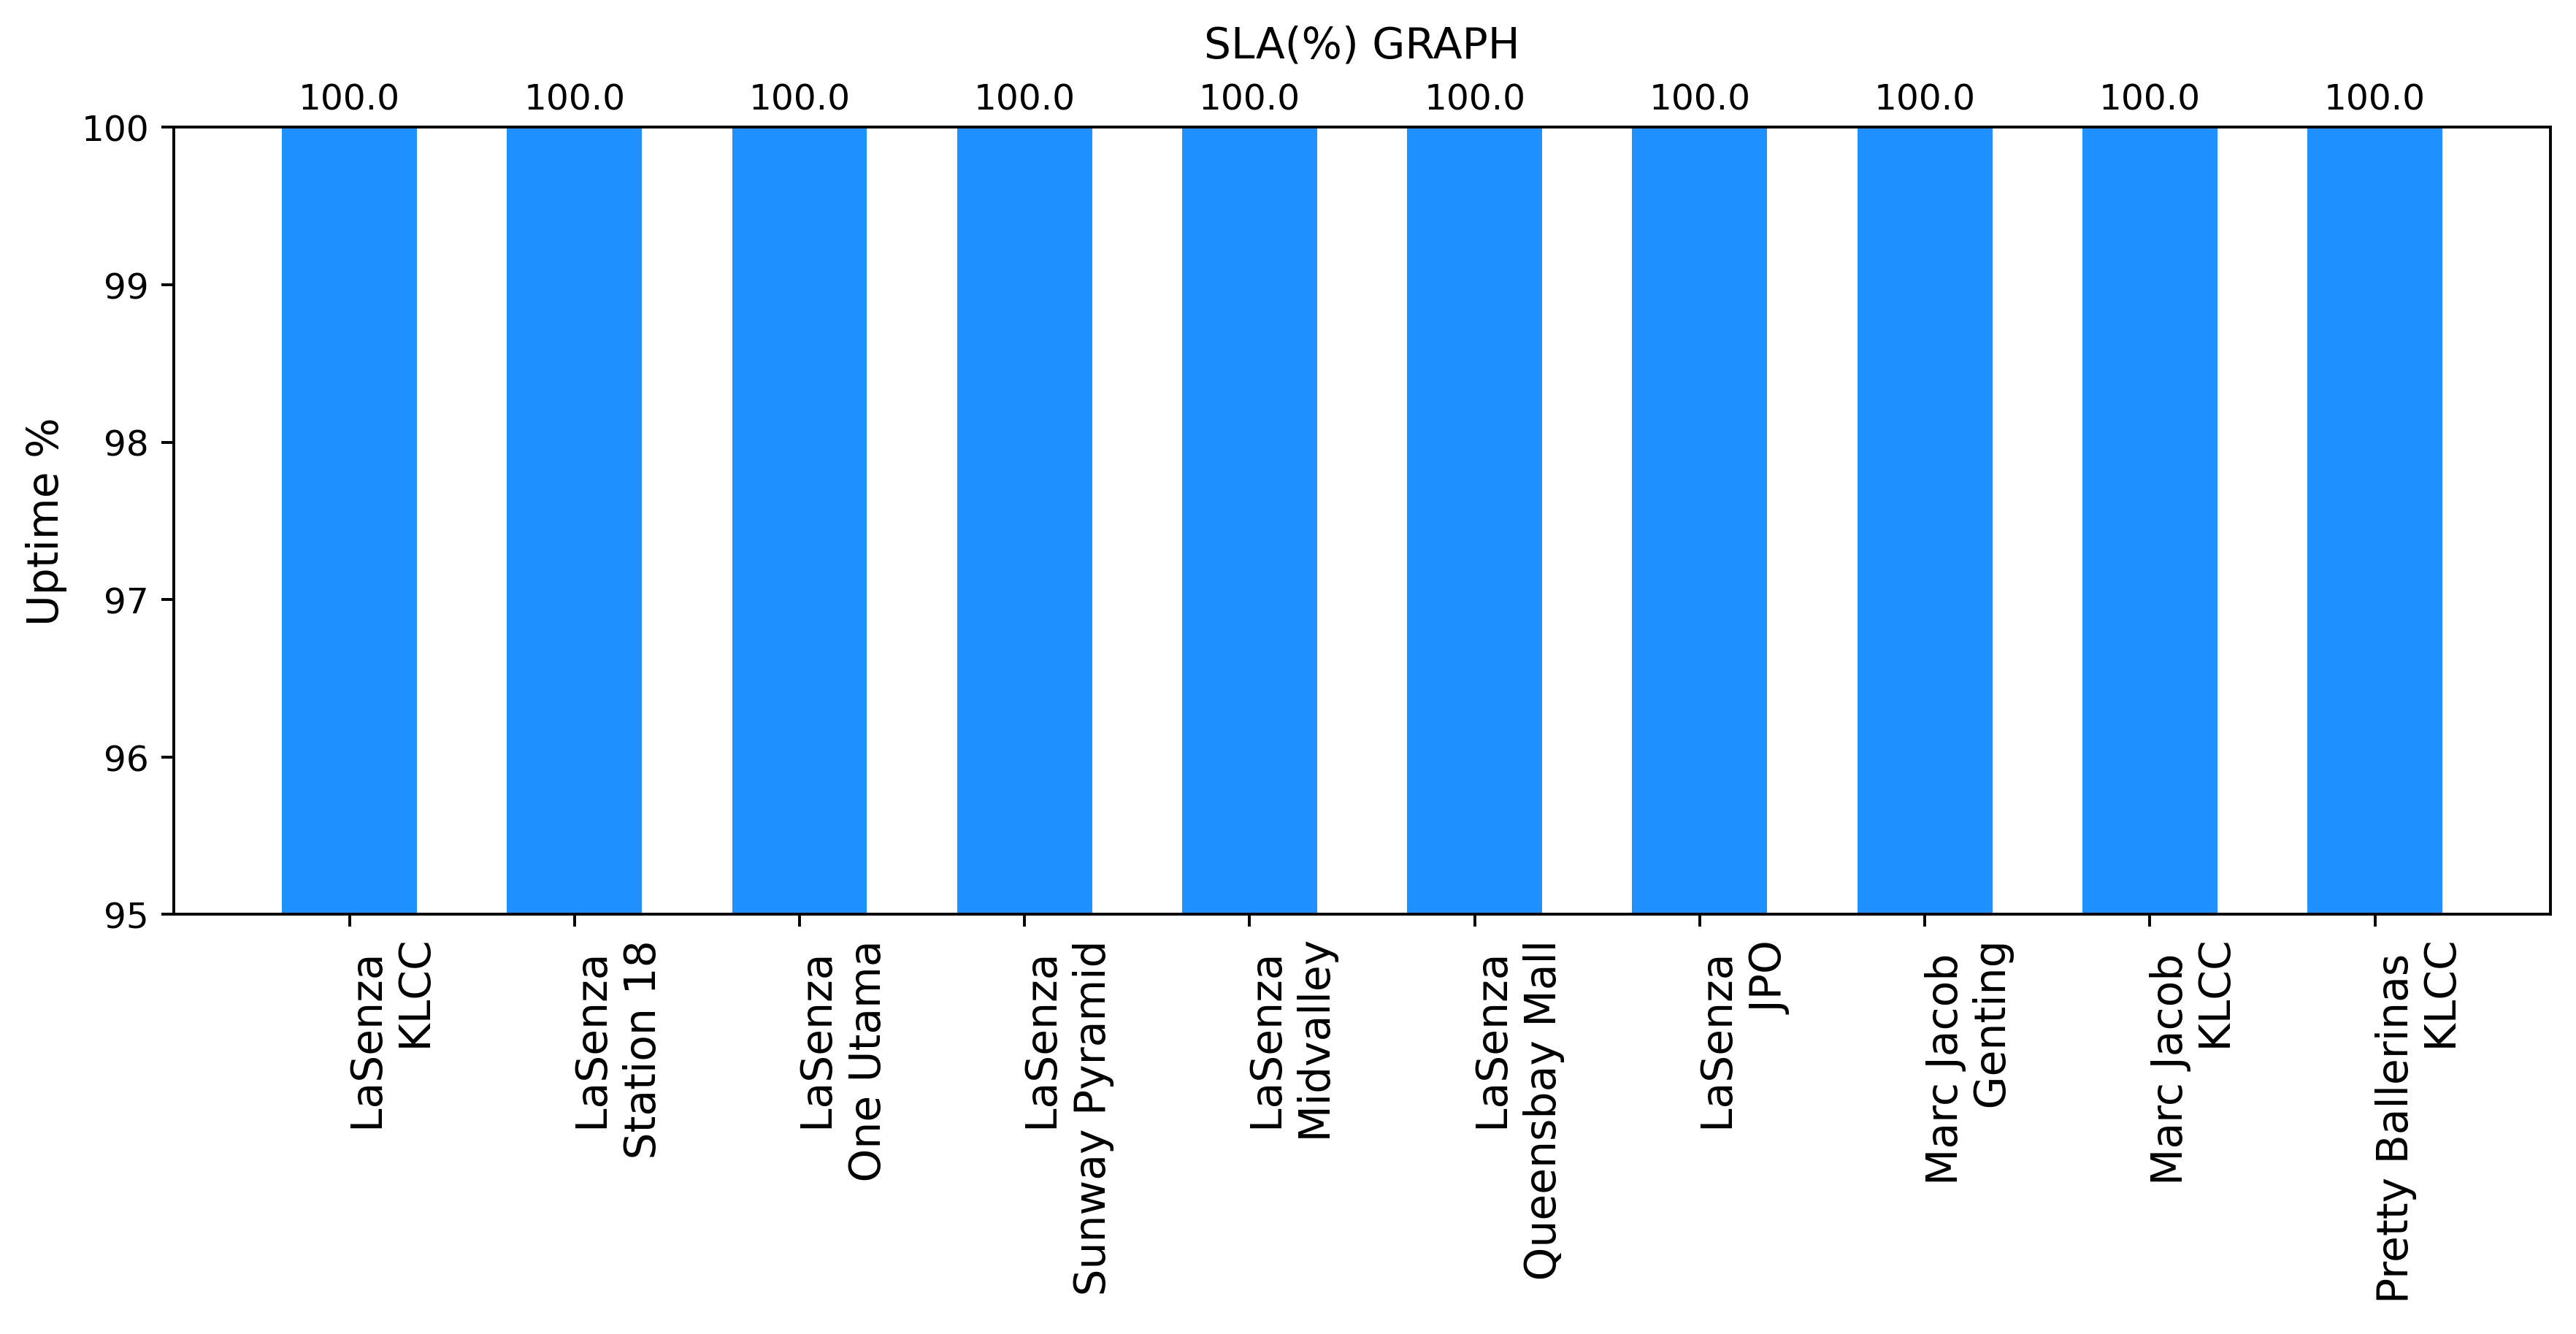 SLA(%) GRAPH
100.0 100.0 100.0 100.0 100.0 100.0 100.0 100.0 100.0 100.0
100
99
98
97
96
95
Uptime %
LaSenza
KLCC
LaSenza
Station 18
LaSenza
One Utama
LaSenza
Sunway Pyramid
LaSenza
Midvalley
LaSenza
Queensbay Mall
LaSenza
JPO
Marc Jacob
Genting
Marc Jacob
KLCC
Pretty Ballerinas
KLCC